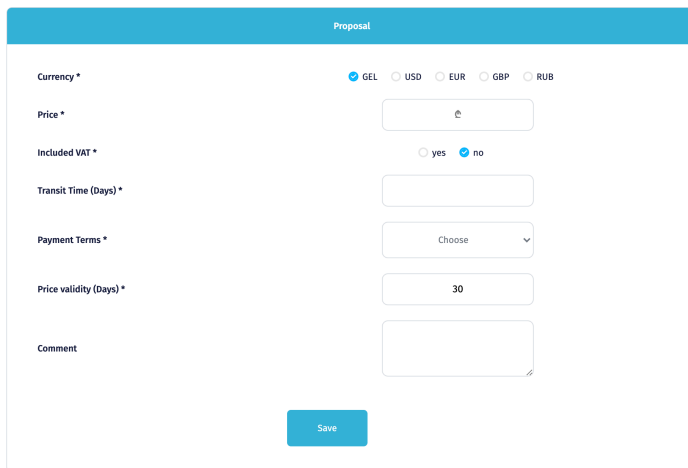 Proposal
Currency * GEL USD EUR GBP RUB
Price * ₾
Included VAT * yes no
Transit Time (Days) *
Payment Terms * Choose
Price validity (Days) * 30
Comment
Save